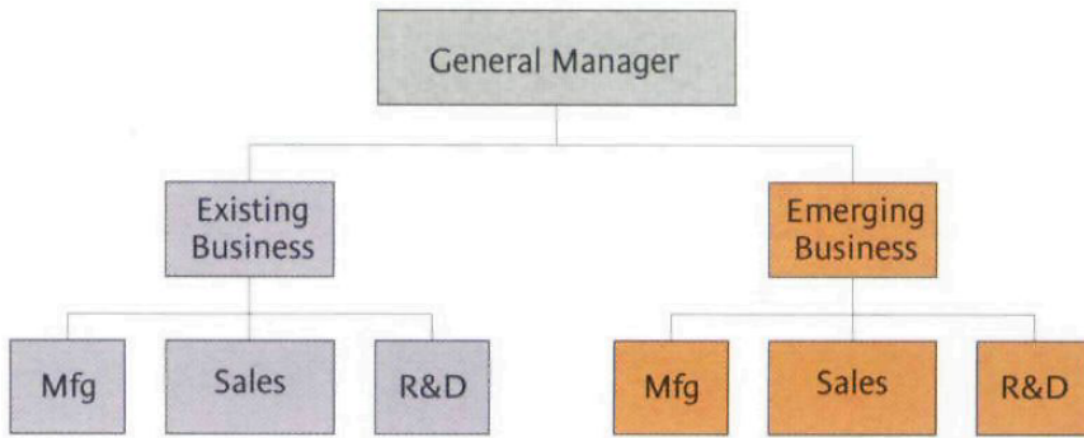 General Manager
Existing
Business
Emerging
Business
Mfg
Sales
R&D
Mfg
Sales
R&D